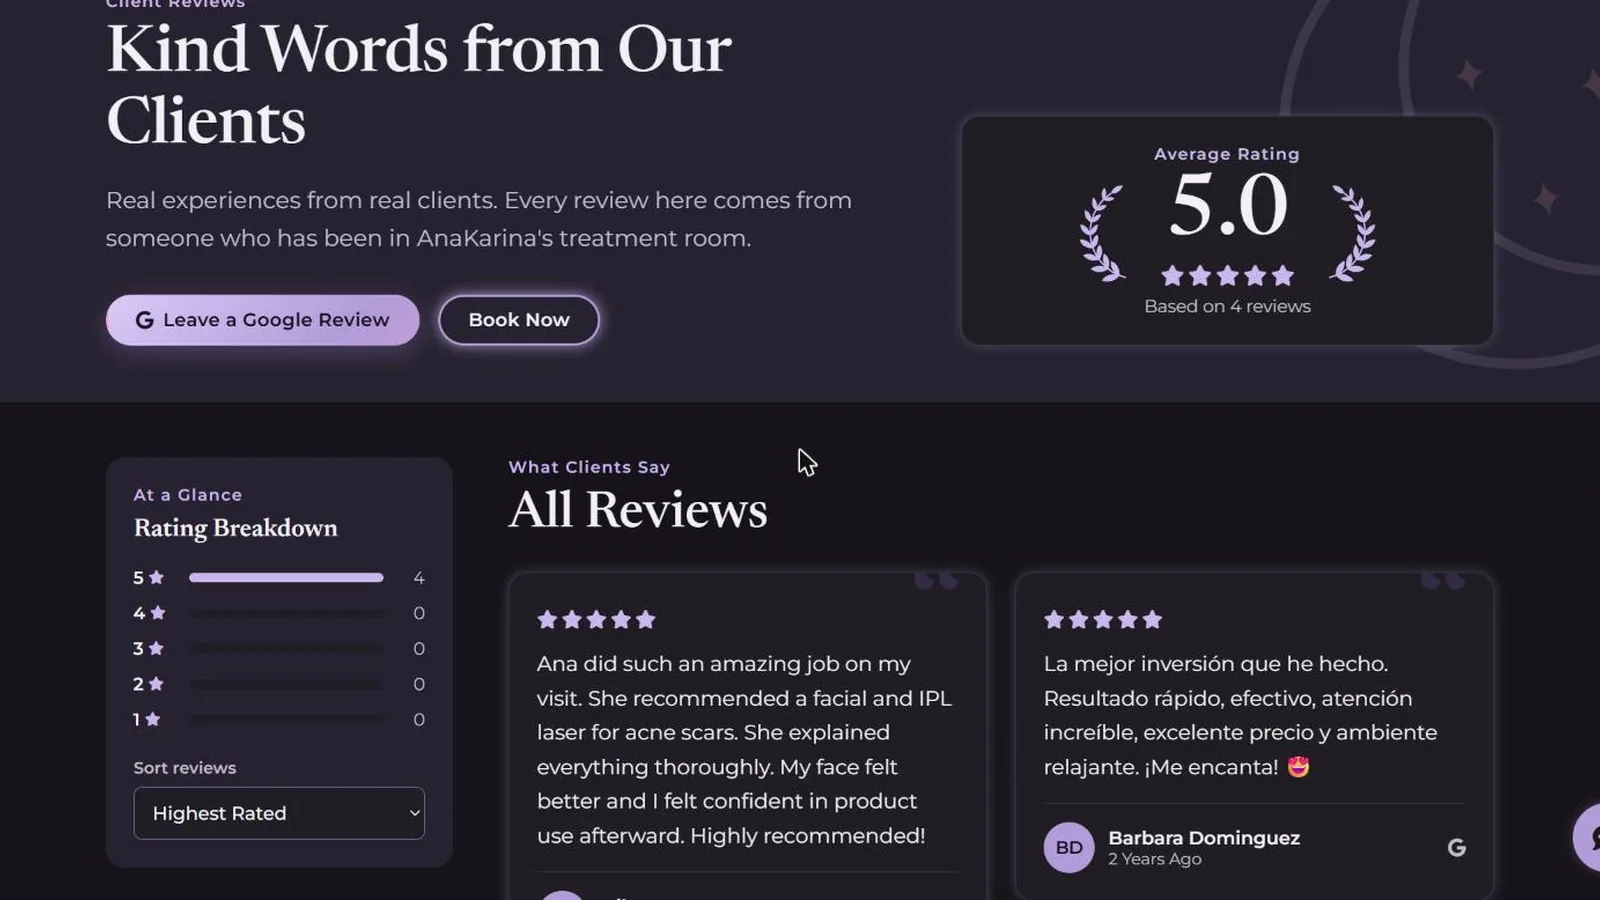 Client Reviews
Kind Words from Our
Clients
Real experiences from real clients. Every review here comes from
someone who has been in AnaKarina's treatment room.
Leave a Google Review
Book Now
Average Rating
5.0
Based on 4 reviews
At a Glance
Rating Breakdown
5 4
4 0
3 0
2 0
1 0
Sort reviews
Highest Rated
What Clients Say
All Reviews
Ana did such an amazing job on my
visit. She recommended a facial and IPL
laser for acne scars. She explained
everything thoroughly. My face felt
better and I felt confident in product
use afterward. Highly recommended!
La mejor inversión que he hecho.
Resultado rápido, efectivo, atención
increíble, excelente precio y ambiente
relajante. ¡Me encanta! 🤩
BD
Barbara Dominguez
2 Years Ago
G